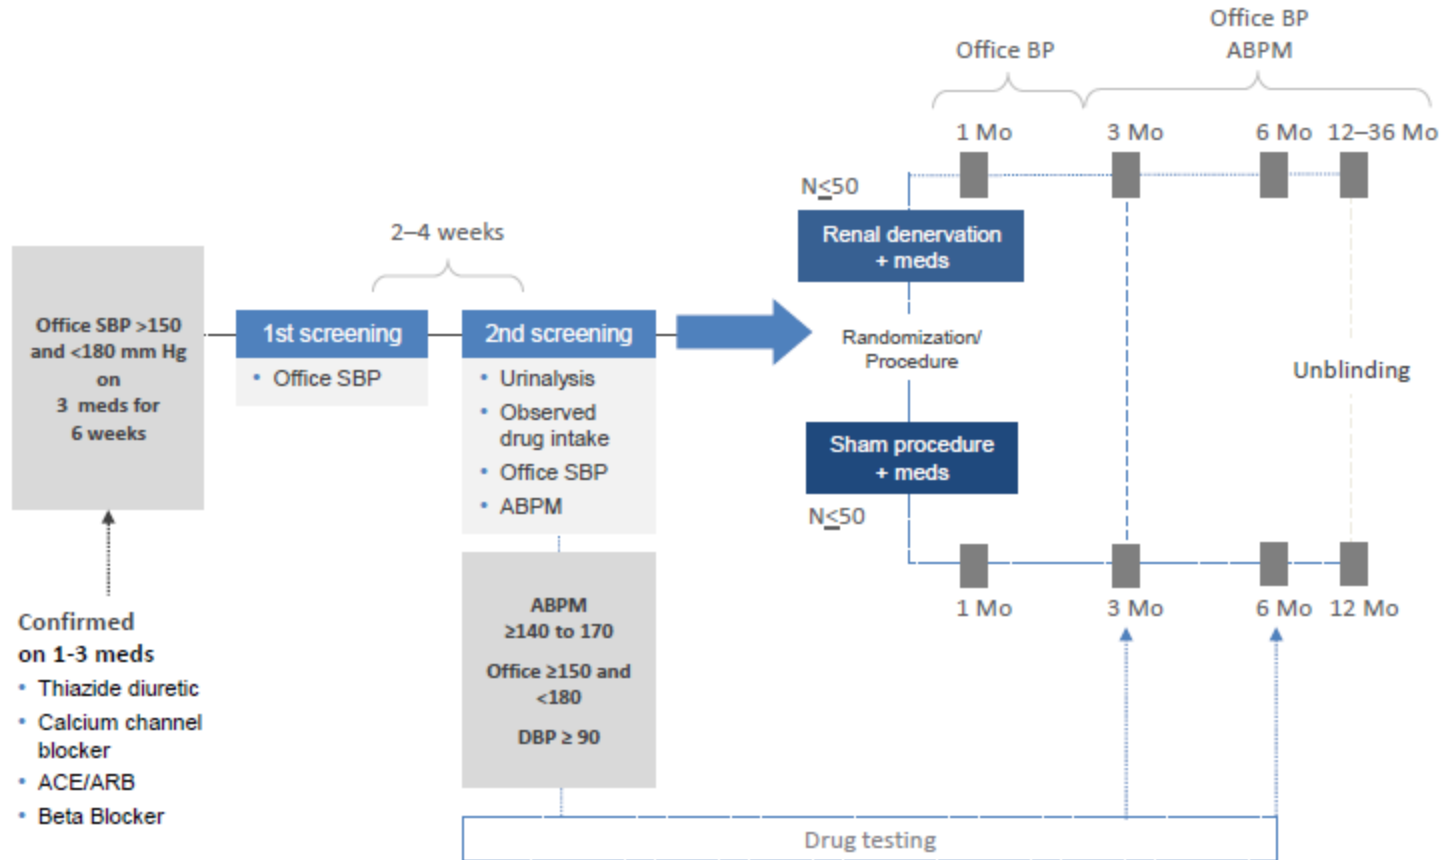 Office BP
Office BP
ABPM
1 Mo
3 Mo
6 Mo
12–36 Mo
N≤50
Renal denervation
+ meds
2–4 weeks
Office SBP >150
and <180 mm Hg
on
3 meds for
6 weeks
1st screening
• Office SBP
2nd screening
• Urinalysis
• Observed
drug intake
• Office SBP
• ABPM
Randomization/
Procedure
Unblinding
Sham procedure
+ meds
N≤50
1 Mo
3 Mo
6 Mo
12 Mo
ABPM
≥140 to 170
Office ≥150 and
<180
DBP ≥ 90
Confirmed
on 1-3 meds
• Thiazide diuretic
• Calcium channel
blocker
• ACE/ARB
• Beta Blocker
Drug testing